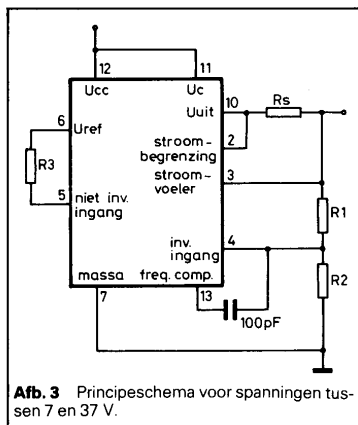 12
11
Ucc
Uc
6
Uref
10
Uuit
Rs
stroom-
begrenzing
2
R3
stroom-
voeler
3
5
niet inv.
ingang
R1
inv.
ingang
4
massa
freq. comp.
R2
7
13
100pF
Afb. 3 Principeschema voor spanningen tus-
sen 7 en 37 V.